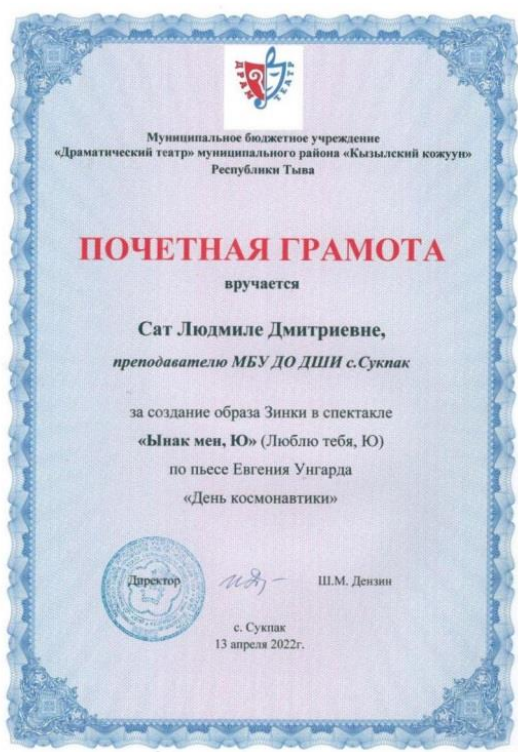 ДРАМ ТЕАТР
Муниципальное бюджетное учреждение
«Драматический театр» муниципального района «Кызылский кожуун»
Республики Тыва
ПОЧЕТНАЯ ГРАМОТА
вручается
Сат Людмиле Дмитриевне,
преподавателю МБУ ДО ДШИ с.Сукпак
за создание образа Зинки в спектакле
«Ынак мен, Ю» (Люблю тебя, Ю)
по пьесе Евгения Унгарда
«День космонавтики»
Директор Ш.М. Дензин
с. Сукпак
13 апреля 2022г.